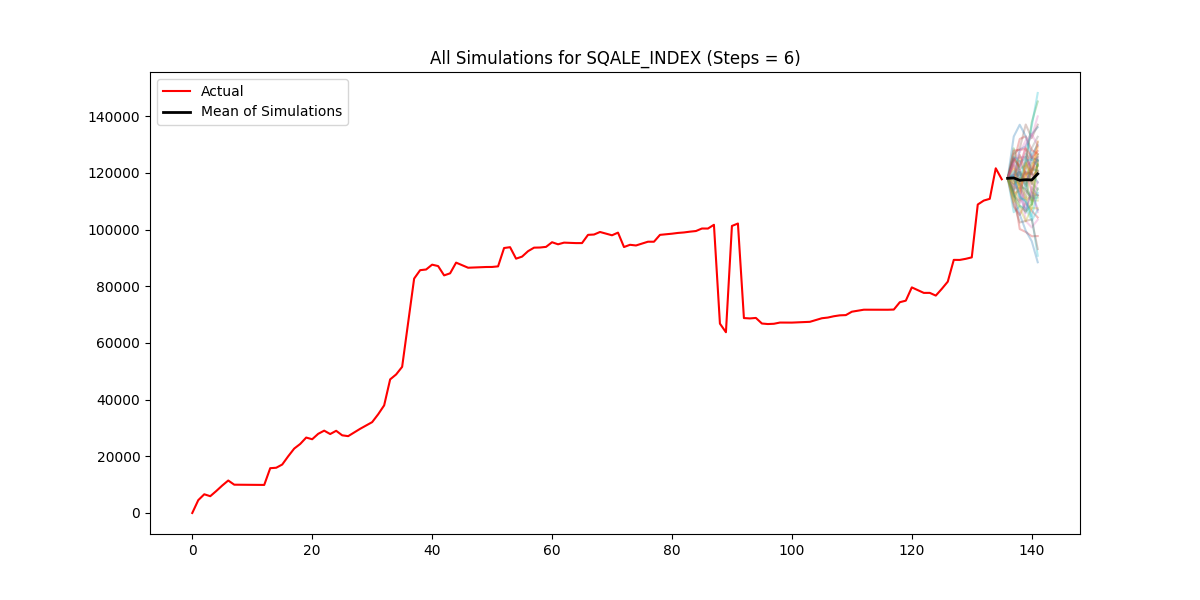 All Simulations for SQALE_INDEX (Steps = 6)
Actual
Mean of Simulations
140000
120000
100000
80000
60000
40000
20000
0
0 20 40 60 80 100 120 140